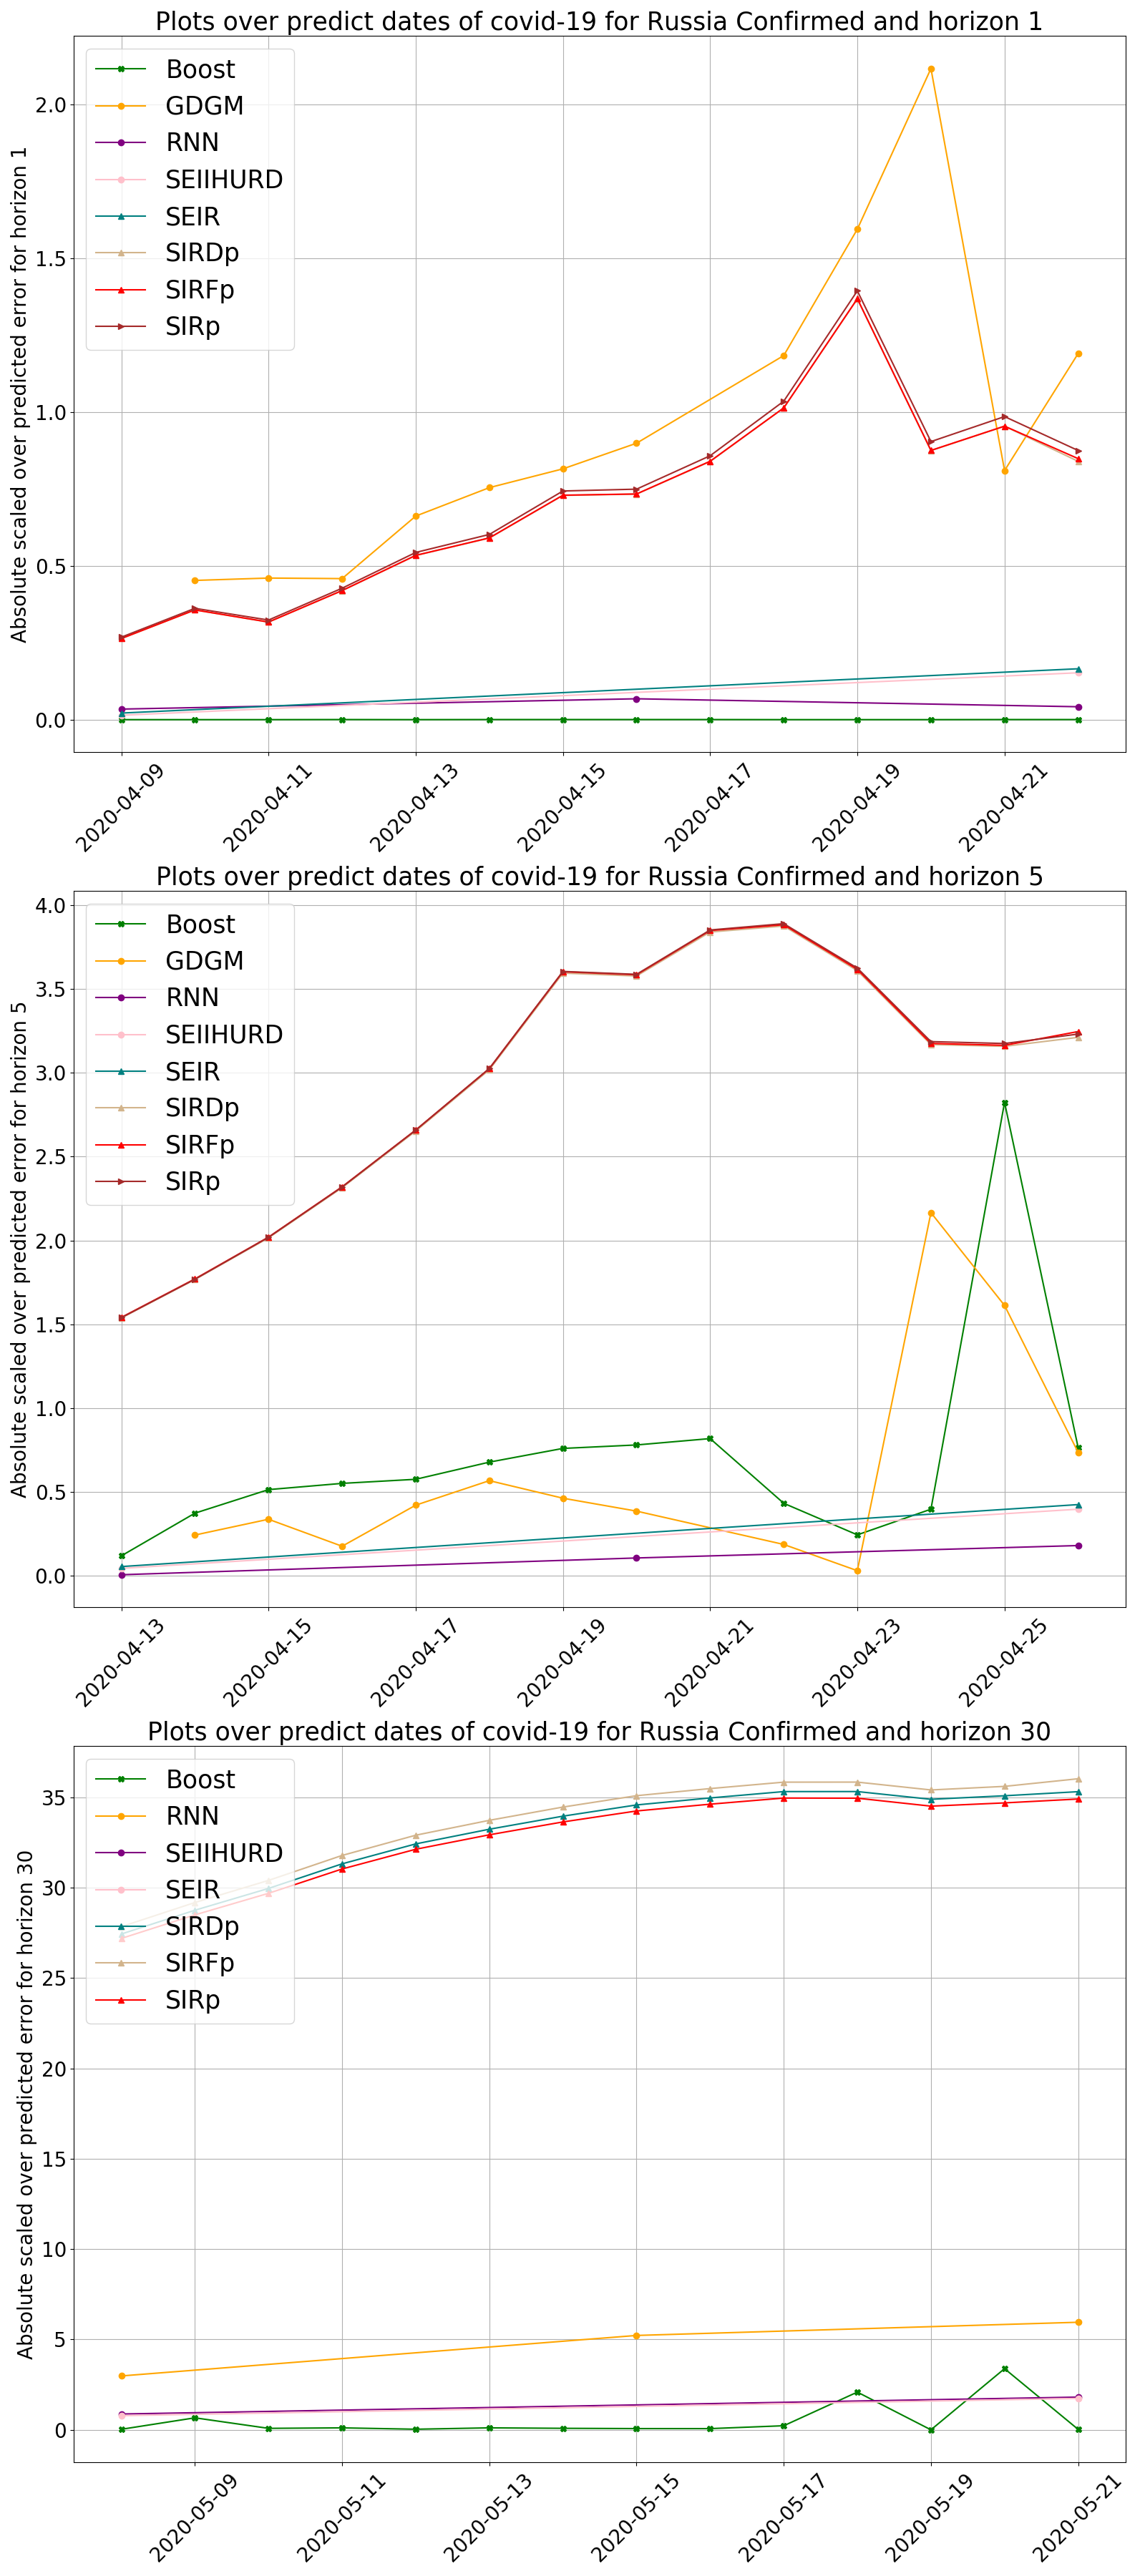 Plots over predict dates of covid-19 for Russia Confirmed and horizon 1
Absolute scaled over predicted error for horizon 1
2.0
1.5
1.0
0.5
0.0
Boost
GDGM
RNN
SEIIHURD
SEIR
SIRDp
SIRFp
SIRp
2020-04-09
2020-04-11
2020-04-13
2020-04-15
2020-04-17
2020-04-19
2020-04-21
Plots over predict dates of covid-19 for Russia Confirmed and horizon 5
Absolute scaled over predicted error for horizon 5
4.0
3.5
3.0
2.5
2.0
1.5
1.0
0.5
0.0
Boost
GDGM
RNN
SEIIHURD
SEIR
SIRDp
SIRFp
SIRp
2020-04-13
2020-04-15
2020-04-17
2020-04-19
2020-04-21
2020-04-23
2020-04-25
Plots over predict dates of covid-19 for Russia Confirmed and horizon 30
Absolute scaled over predicted error for horizon 30
35
30
25
20
15
10
5
0
Boost
RNN
SEIIHURD
SEIR
SIRDp
SIRFp
SIRp
2020-05-09
2020-05-11
2020-05-13
2020-05-15
2020-05-17
2020-05-19
2020-05-21